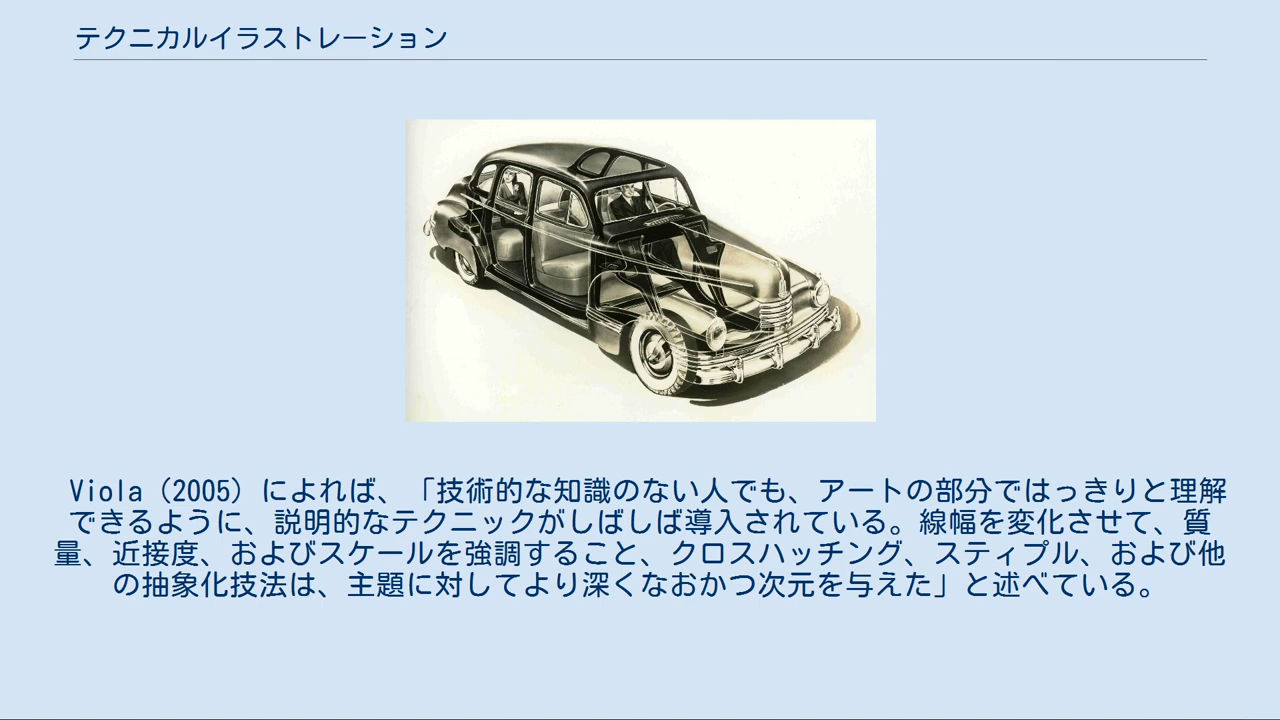 テクニカルイラストレーション
Viola（2005）によれば、「技術的な知識のない人でも、アートの部分ではっきりと理解
できるように、説明的なテクニックがしばしば導入されている。線幅を変化させて、質
量、近接度、およびスケールを強調すること、クロスハッチング、スティプル、および他
の抽象化技法は、主題に対してより深くなおかつ次元を与えた」と述べている。